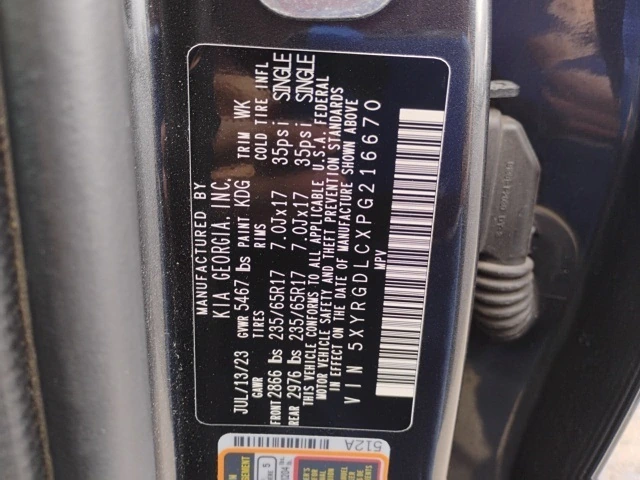 MANUFACTURED BY
KIA GEORGIA, INC.
JUL/13/23 GVWR 5467 lbs PAINT KDG TRIM WK
GAWR TIRES RIMS COLD TIRE INFL
FRONT 2866 lbs 235/65R17 7.0Jx17 35psi SINGLE
REAR 2976 lbs 235/65R17 7.0Jx17 35psi SINGLE
THIS VEHICLE CONFORMS TO ALL APPLICABLE U.S.A. FEDERAL
MOTOR VEHICLE SAFETY AND THEFT PREVENTION STANDARDS
IN EFFECT ON THE DATE OF MANUFACTURE SHOWN ABOVE
VIN 5XYRGDLCXPG216670
MPV
512A